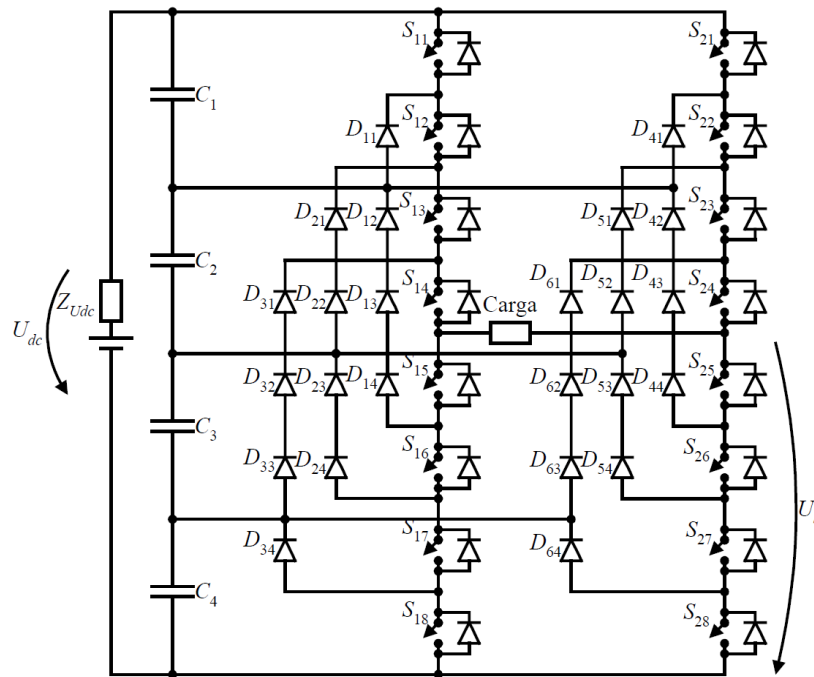 S11 S21
C1
D11 S12 D41 S22
D21 D12 S13 D51 D42 S23
C2
D31 D22 D13 S14 D61 D52 D43 S24
ZUdc
Carga
Udc
D32 D23 D14 S15 D62 D53 D44 S25
C3
D33 D24 S16 D63 D54 S26
D34 S17 D64 S27
C4
S18 S28